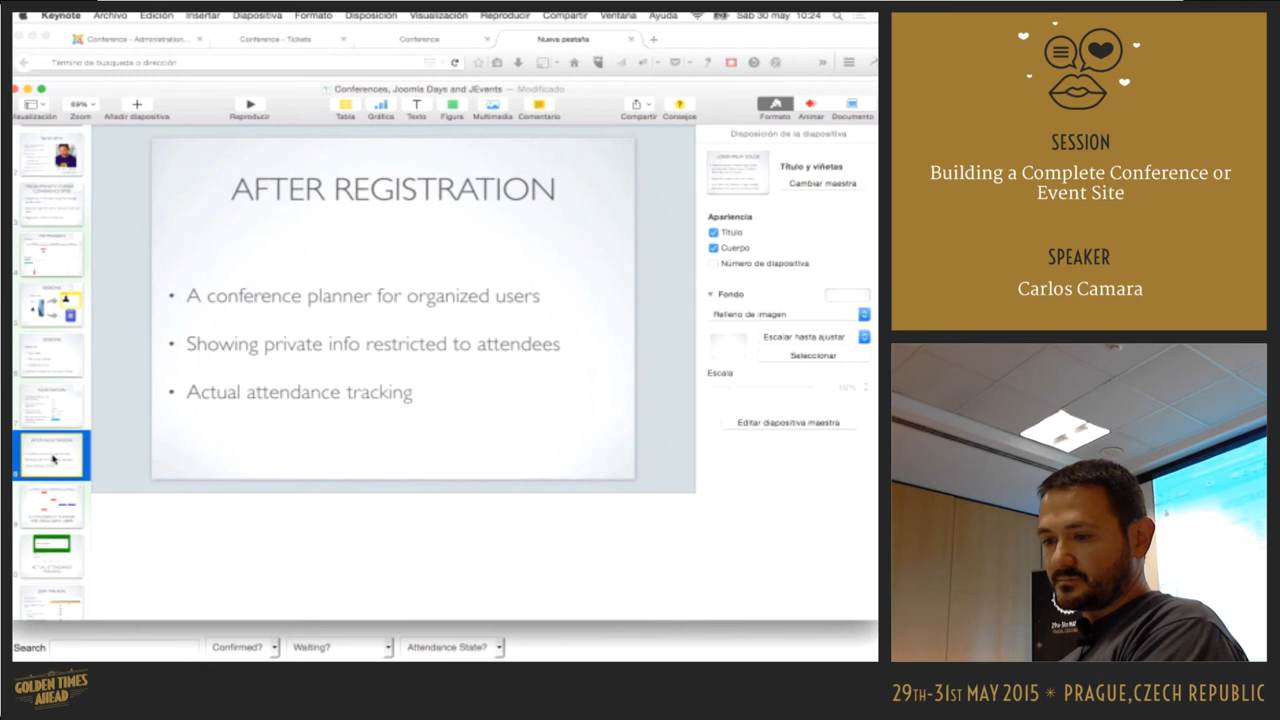 Keynote Archivo Edición Insertar Diapositiva Formato Disposición Visualización Reproducir Compartir Ventana Ayuda Sáb 30 may 10:24
Conference - Administration...
Conference - Tickets
Conference
Nueva pestaña
Término de búsqueda o dirección
Conferences, Joomla Days and JEvents — Modificado
Visualización
69%
Zoom
Añadir diapositiva
Reproducir
Tabla
Gráfica
Texto
Figura
Multimedia
Comentario
Compartir
Consejos
Formato
Animar
Documento
AFTER REGISTRATION
• A conference planner for organized users
• Showing private info restricted to attendees
• Actual attendance tracking
Disposición de la diapositiva
Título y viñetas
Cambiar maestra
Apariencia
Título
Cuerpo
Número de diapositiva
Fondo
Relleno de imagen
Escalar hasta ajustar
Seleccionar
Escala
Editar diapositiva maestra
Search
Confirmed?
Waiting?
Attendance State?
SESSION
Building a Complete Conference or
Event Site
SPEAKER
Carlos Camara
GOLDEN TIMES
AHEAD
29TH-31ST MAY 2015 * PRAGUE, CZECH REPUBLIC